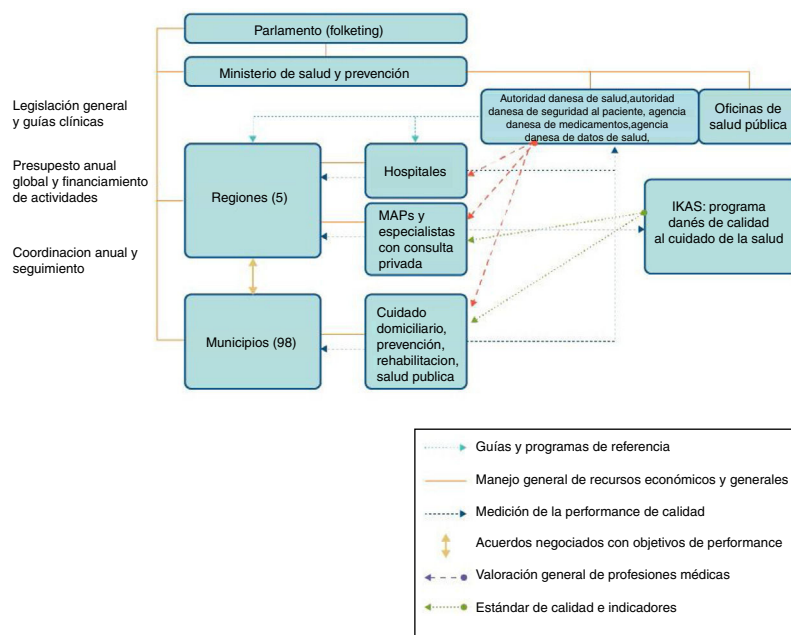 Parlamento (folketing)
Ministerio de salud y prevención
Legislación general
y guías clínicas
Presupesto anual
global y financiamiento
de actividades
Coordinacion anual y
seguimiento
Autoridad danesa de salud,autoridad
danesa de seguridad al paciente, agencia
danesa de medicamentos,agencia
danesa de datos de salud,
Oficinas de
salud pública
Regiones (5)
Hospitales
MAPs y
especialistas
con consulta
privada
IKAS: programa
danés de calidad
al cuidado de la salud
Municipios (98)
Cuidado
domiciliario,
prevención,
rehabilitacion,
salud publica
Guías y programas de referencia
Manejo general de recursos económicos y generales
Medición de la performance de calidad
Acuerdos negociados con objetivos de performance
Valoración general de profesiones médicas
Estándar de calidad e indicadores